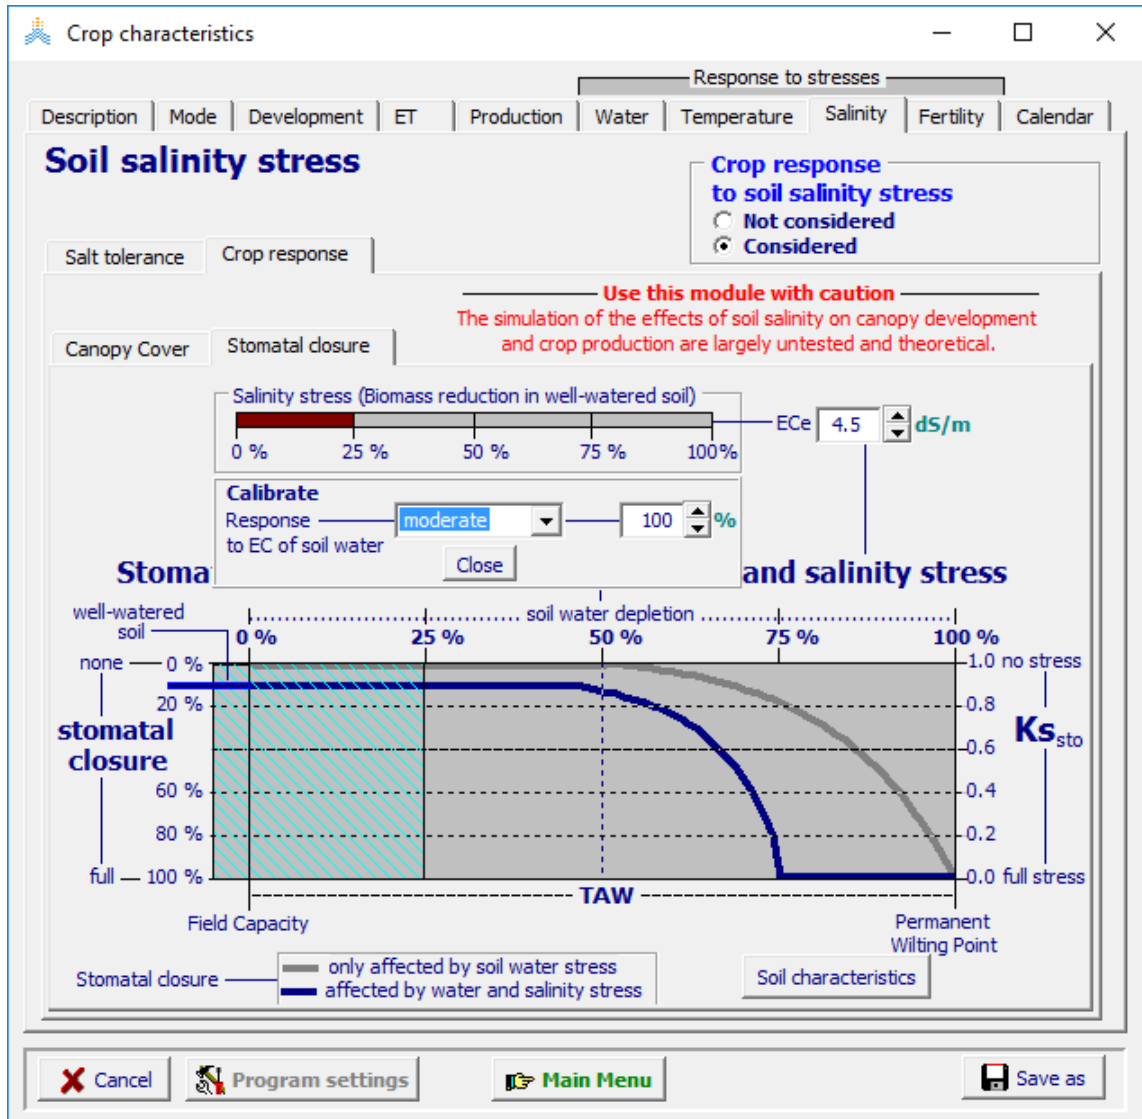 Crop characteristics
Response to stresses
Description Mode Development ET Production Water Temperature Salinity Fertility Calendar
Soil salinity stress
Crop response
to soil salinity stress
Not considered
Considered
Salt tolerance Crop response
Use this module with caution
The simulation of the effects of soil salinity on canopy development
and crop production are largely untested and theoretical.
Canopy Cover Stomatal closure
Salinity stress (Biomass reduction in well-watered soil)
ECe 4.5 dS/m
0 % 25 % 50 % 75 % 100%
Calibrate
Response moderate 100 %
to EC of soil water
Close
Stoma and salinity stress
well-watered
soil
soil water depletion
0 % 25 % 50 % 75 % 100 %
none 0 % 1.0 no stress
20 % 0.8
stomatal
closure
Ks sto
0.6
60 % 0.4
80 % 0.2
full 100 % 0.0 full stress
TAW
Field Capacity
Permanent
Wilting Point
Stomatal closure
only affected by soil water stress
affected by water and salinity stress
Soil characteristics
Cancel Program settings Main Menu Save as